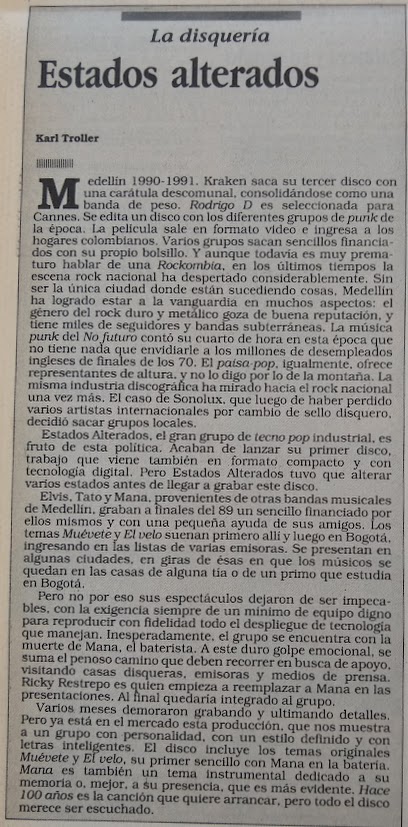 La disquería
Estados alterados
Karl Troller
Medellín 1990-1991. Kraken saca su tercer disco con
una carátula descomunal, consolidándose como una
banda de peso. Rodrigo D es seleccionada para
Cannes. Se edita un disco con los diferentes grupos de punk de
la época. La película sale en formato video e ingresa a los
hogares colombianos. Varios grupos sacan sencillos financia-
dos con su propio bolsillo. Y aunque todavía es muy prema-
turo hablar de una Rockombia, en los últimos tiempos la
escena rock nacional ha despertado considerablemente. Sin
ser la única ciudad donde están sucediendo cosas, Medellín
ha logrado estar a la vanguardia en muchos aspectos: el
género del rock duro y metálico goza de buena reputación, y
tiene miles de seguidores y bandas subterráneas. La música
punk del No futuro contó su cuarto de hora en esta época que
no tiene nada que envidiarle a los millones de desempleados
ingleses de finales de los 70. El paisa-pop, igualmente, ofrece
representantes de altura, y no lo digo por lo de la montaña. La
misma industria discográfica ha mirado hacia el rock nacional
una vez más. El caso de Sonolux, que luego de haber perdido
varios artistas internacionales por cambio de sello disquero,
decidió sacar grupos locales.
Estados Alterados, el gran grupo de tecno pop industrial, es
fruto de esta política. Acaban de lanzar su primer disco,
trabajo que viene también en formato compacto y con
tecnología digital. Pero Estados Alterados tuvo que alterar
varios estados antes de llegar a grabar este disco.
Elvis, Tato y Mana, provenientes de otras bandas musicales
de Medellín, graban a finales del 89 un sencillo financiado por
ellos mismos y con una pequeña ayuda de sus amigos. Los
temas Muévete y El velo suenan primero allí y luego en Bogotá,
ingresando en las listas de varias emisoras. Se presentan en
algunas ciudades, en giras de ésas en que los músicos se
quedan en las casas de alguna tía o de un primo que estudia
en Bogotá.
Pero no por eso sus espectáculos dejaron de ser impeca-
bles, con la exigencia siempre de un mínimo de equipo digno
para reproducir con fidelidad todo el despliegue de tecnología
que manejan. Inesperadamente, el grupo se encuentra con la
muerte de Mana, el baterista. A este duro golpe emocional, se
suma el penoso camino que deben recorrer en busca de apoyo,
visitando casas disqueras, emisoras y medios de prensa.
Ricky Restrepo es quien empieza a reemplazar a Mana en las
presentaciones. Al final quedaría integrado al grupo.
Varios meses demoraron grabando y ultimando detalles.
Pero ya está en el mercado esta producción, que nos muestra
a un grupo con personalidad, con un estilo definido y con
letras inteligentes. El disco incluye los temas originales
Muévete y El velo, su primer sencillo con Mana en la batería.
Mana es también un tema instrumental dedicado a su
memoria o, mejor, a su presencia, que es más evidente. Hace
100 años es la canción que quiere arrancar, pero todo el disco
merece ser escuchado.